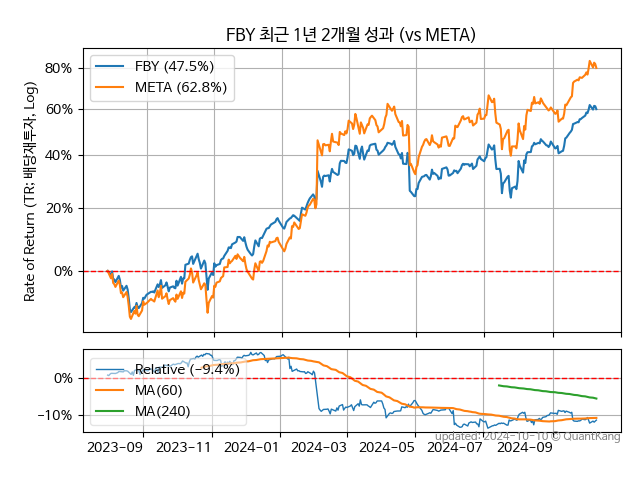 FBY 최근 1년 2개월 성과 (vs META)
Rate of Return (TR: 배당재투자, Log)
80%
60%
40%
20%
0%
FBY (47.5%)
META (62.8%)
0%
−10%
Relative (−9.4%)
MA(60)
MA(240)
2023−09 2023−11 2024−01 2024−03 2024−05 2024−07 2024−09
updated: 2024−10−10 © QuantKang